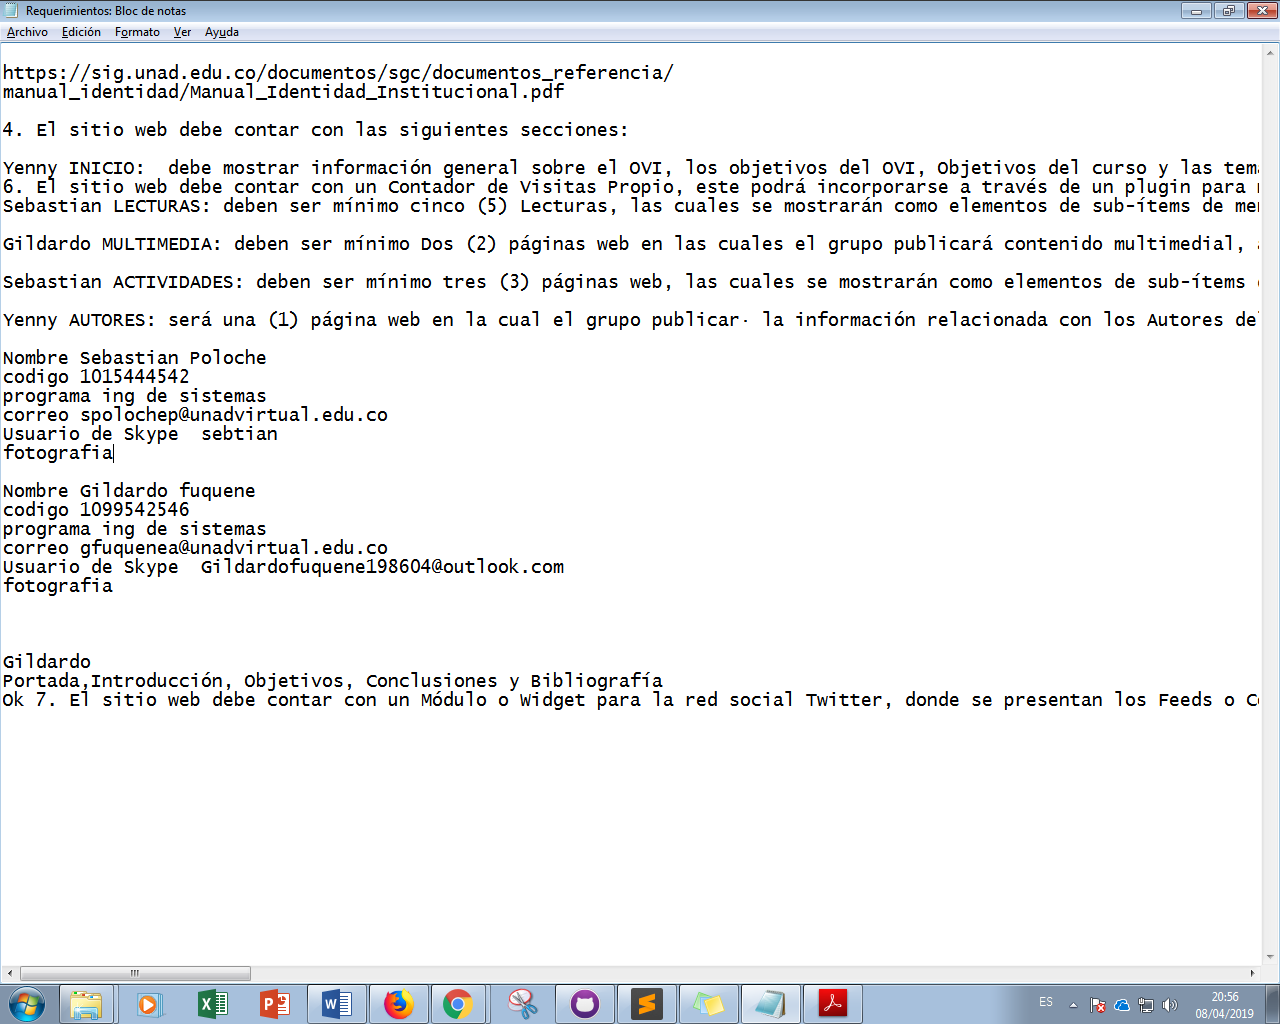 Requerimientos: Bloc de notas
Archivo Edición Formato Ver Ayuda
https://sig.unad.edu.co/documentos/sgc/documentos_referencia/
manual_identidad/Manual_Identidad_Institucional.pdf
4. El sitio web debe contar con las siguientes secciones:
Yenny INICIO:  debe mostrar información general sobre el OVI, los objetivos del OVI, Objetivos del curso y las tem
6. El sitio web debe contar con un Contador de Visitas Propio, este podrá incorporarse a través de un plugin para
Sebastian LECTURAS: deben ser mínimo cinco (5) Lecturas, las cuales se mostrarán como elementos de sub-ítems de me
Gildardo MULTIMEDIA: deben ser mínimo Dos (2) páginas web en las cuales el grupo publicará contenido multimedial,
Sebastian ACTIVIDADES: deben ser mínimo tres (3) páginas web, las cuales se mostrarán como elementos de sub-ítems
Yenny AUTORES: será una (1) página web en la cual el grupo publicar· la información relacionada con los Autores de
Nombre Sebastian Poloche
codigo 1015444542
programa ing de sistemas
correo spolochep@unadvirtual.edu.co
Usuario de Skype  sebtian
fotografia
Nombre Gildardo fuquene
codigo 1099542546
programa ing de sistemas
correo gfuquenea@unadvirtual.edu.co
Usuario de Skype  Gildardofuquene198604@outlook.com
fotografia
Gildardo
Portada,Introducción, Objetivos, Conclusiones y Bibliografía
Ok 7. El sitio web debe contar con un Módulo o Widget para la red social Twitter, donde se presentan los Feeds o C
ES
20:56
08/04/2019